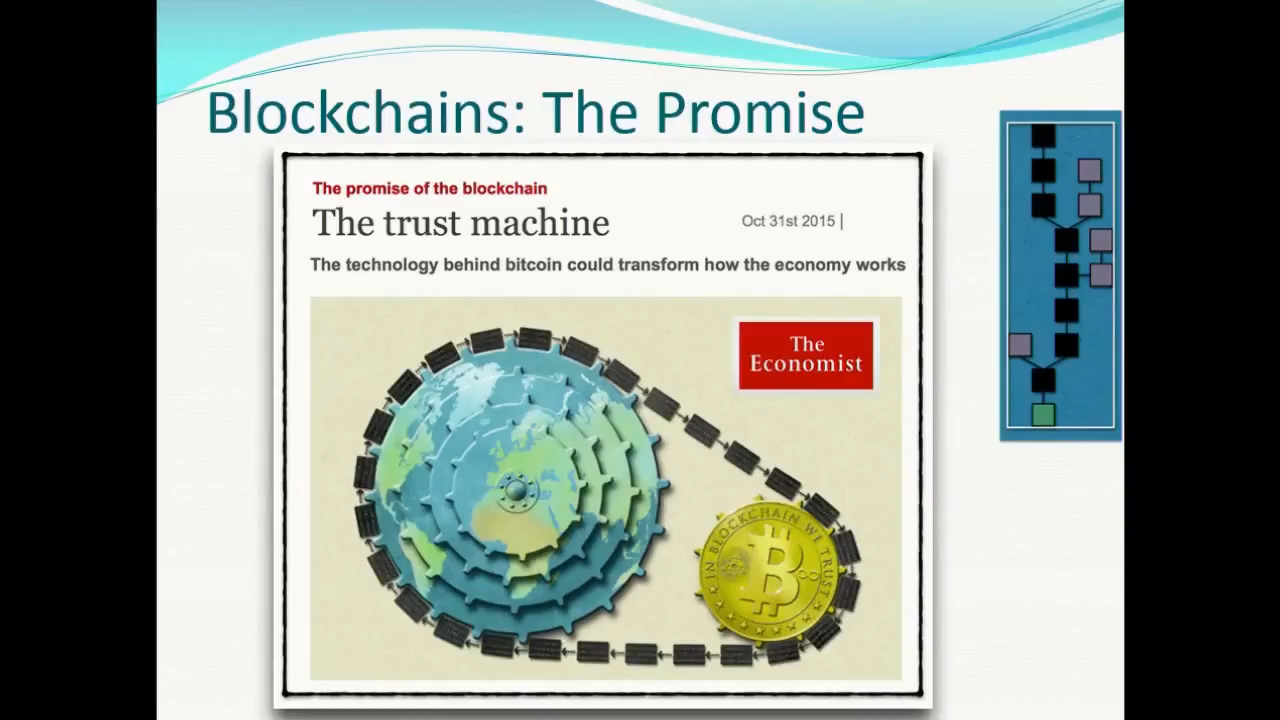 Blockchains: The Promise
The promise of the blockchain
The trust machine
Oct 31st 2015 |
The technology behind bitcoin could transform how the economy works
The
Economist
IN BLOCKCHAIN WE TRUST
B